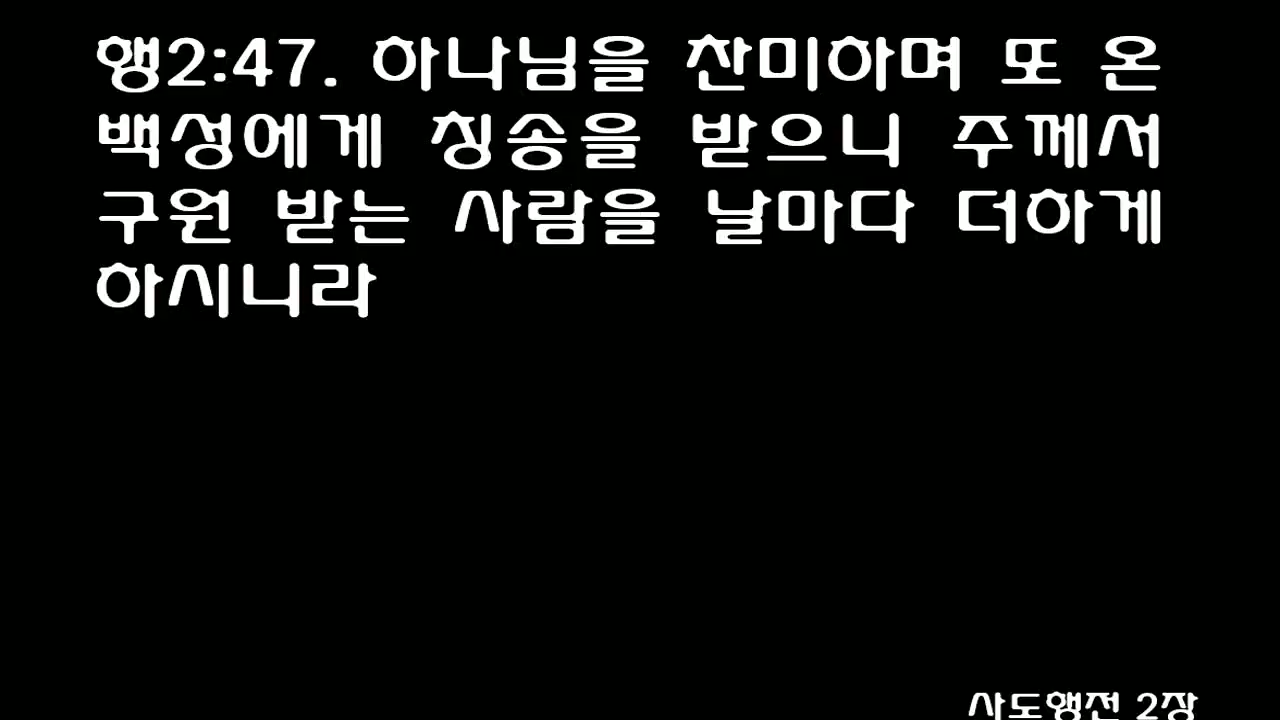 행2:47. 하나님을 찬미하며 또 온
백성에게 칭송을 받으니 주께서
구원 받는 사람을 날마다 더하게
하시니라
사도행전 2장